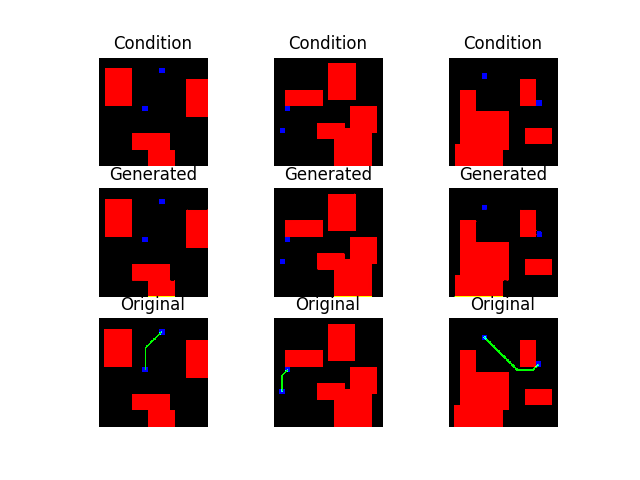 Condition Condition Condition
Generated Generated Generated
Original Original Original